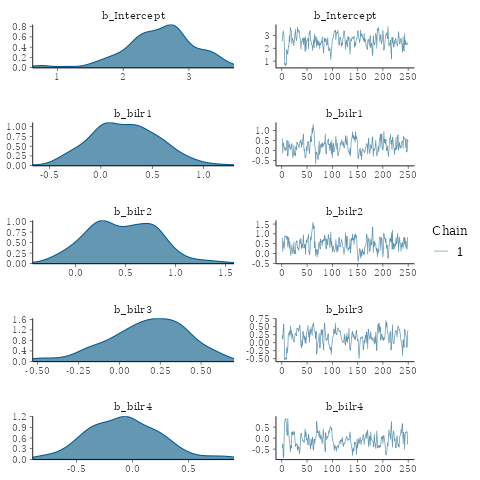 b_Intercept b_Intercept
0.8
0.6
0.4
0.2
0.0
1 2 3
3
2
1
0 50 100 150 200 250
b_bilr1 b_bilr1
1.00
0.75
0.50
0.25
0.00
-0.5 0.0 0.5 1.0
1.0
0.5
0.0
-0.5
0 50 100 150 200 250
b_bilr2 b_bilr2
1.00
0.75
0.50
0.25
0.00
0.0 0.5 1.0 1.5
1.5
1.0
0.5
0.0
-0.5
0 50 100 150 200 250
Chain
1
b_bilr3 b_bilr3
1.6
1.2
0.8
0.4
0.0
-0.50 -0.25 0.00 0.25 0.50
0.75
0.50
0.25
0.00
-0.25
-0.50
0 50 100 150 200 250
b_bilr4 b_bilr4
1.2
0.9
0.6
0.3
0.0
-0.5 0.0 0.5
0.5
0.0
-0.5
0 50 100 150 200 250